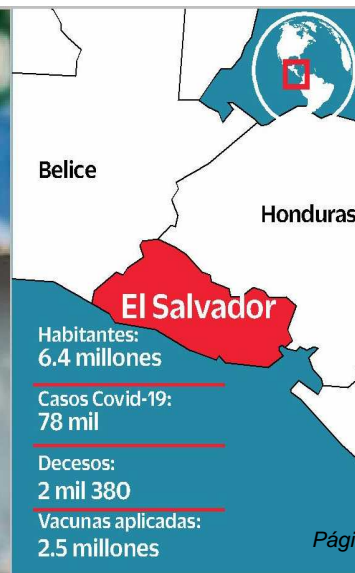 Belice
Honduras
El Salvador
Habitantes:
6.4 millones
Casos Covid-19:
78 mil
Decesos:
2 mil 380
Vacunas aplicadas:
2.5 millones
Pági